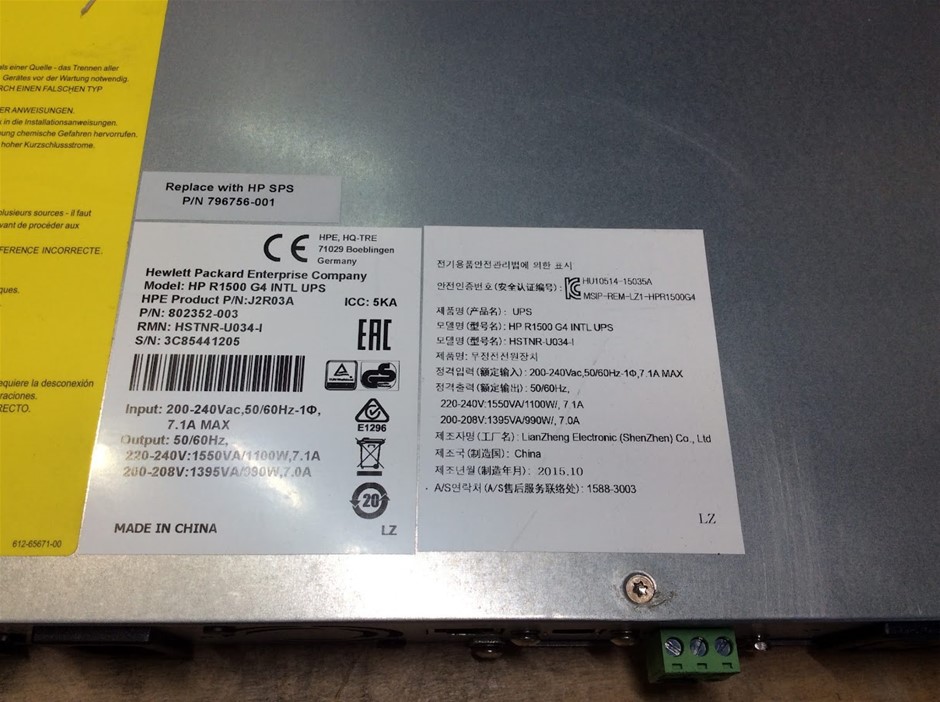 als einer Quelle - das Trennen aller
Gerätes vor der Wartung notwendig.
RCH EINEN FALSCHEN TYP
ER ANWEISUNGEN.
k in die Installationsanweisungen.
ung chemische Gefahren hervorrufen.
hoher Kurzschlussstrome.
plusieurs sources - il faut
vant de procéder aux
FERENCE INCORRECTE.
ques.
equiere la desconexión
raciones.
RECTO.
612-65671-00
Replace with HP SPS
P/N 796756-001
CE
HPE, HQ-TRE
71029 Boeblingen
Germany
Hewlett Packard Enterprise Company
Model: HP R1500 G4 INTL UPS
HPE Product P/N:J2R03A
ICC: 5KA
P/N: 802352-003
RMN: HSTNR-U034-I
EAC
S/N: 3C85441205
Input: 200-240Vac,50/60Hz-1Φ,
7.1A MAX
E1296
Output: 50/60Hz,
220-240V:1550VA/1100W,7.1A
200-208V:1395VA/990W,7.0A
20
MADE IN CHINA
LZ
전기용품안전관리법에 의한 표시
안전인증번호(安全认证编号):
HU10514-15035A
MSIP-REM-LZ1-HPR1500G4
제품명(产品名): UPS
모델명(型号名): HP R1500 G4 INTL UPS
모델명(型号名): HSTNR-U034-I
제품명: 무정전전원장치
정격입력(额定输入): 200-240Vac,50/60Hz-1Φ,7.1A MAX
정격출력(额定输出): 50/60Hz,
220-240V:1550VA/1100W/, 7.1A
200-208V:1395VA/990W/, 7.0A
제조자명(工厂名): LianZheng Electronic (ShenZhen) Co., Ltd
제조국(制造国): China
제조년월(制造年月): 2015.10
A/S연락처(A/S售后服务联络处): 1588-3003
LZ